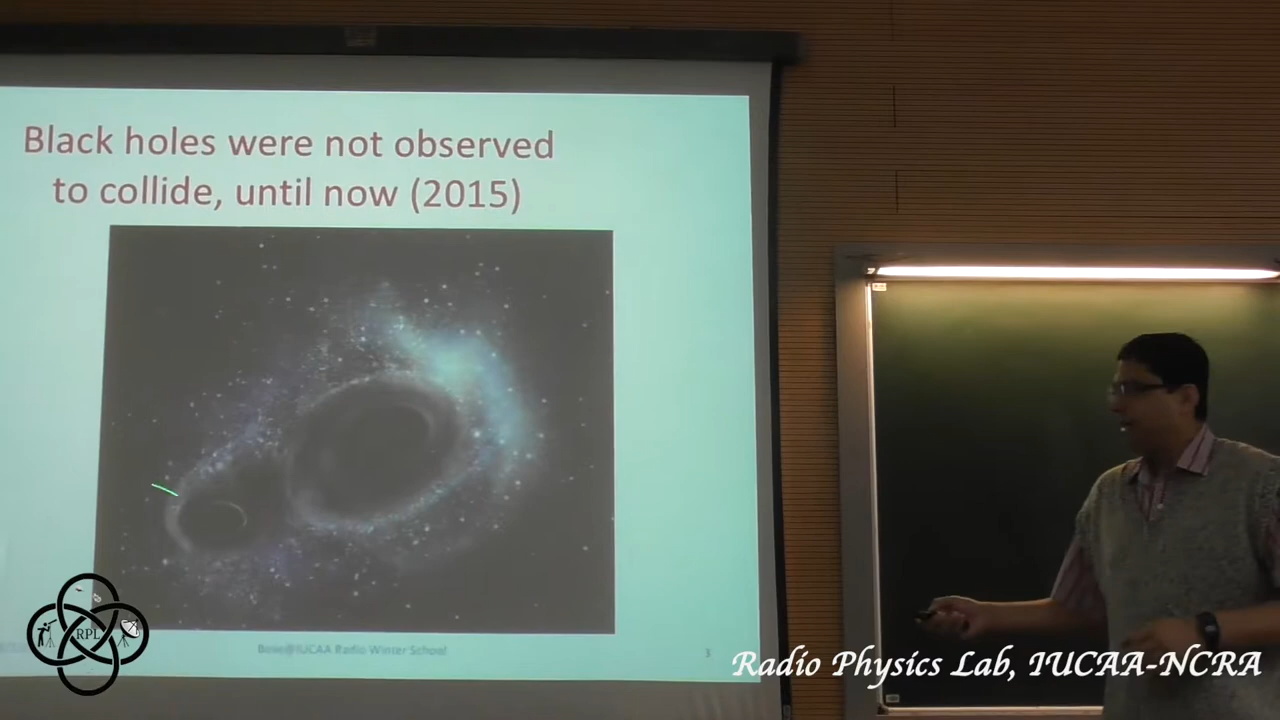 Black holes were not observed
to collide, until now (2015)
RPL
Bose@IUCAA Radio Winter School
3
Radio Physics Lab, IUCAA-NCRA